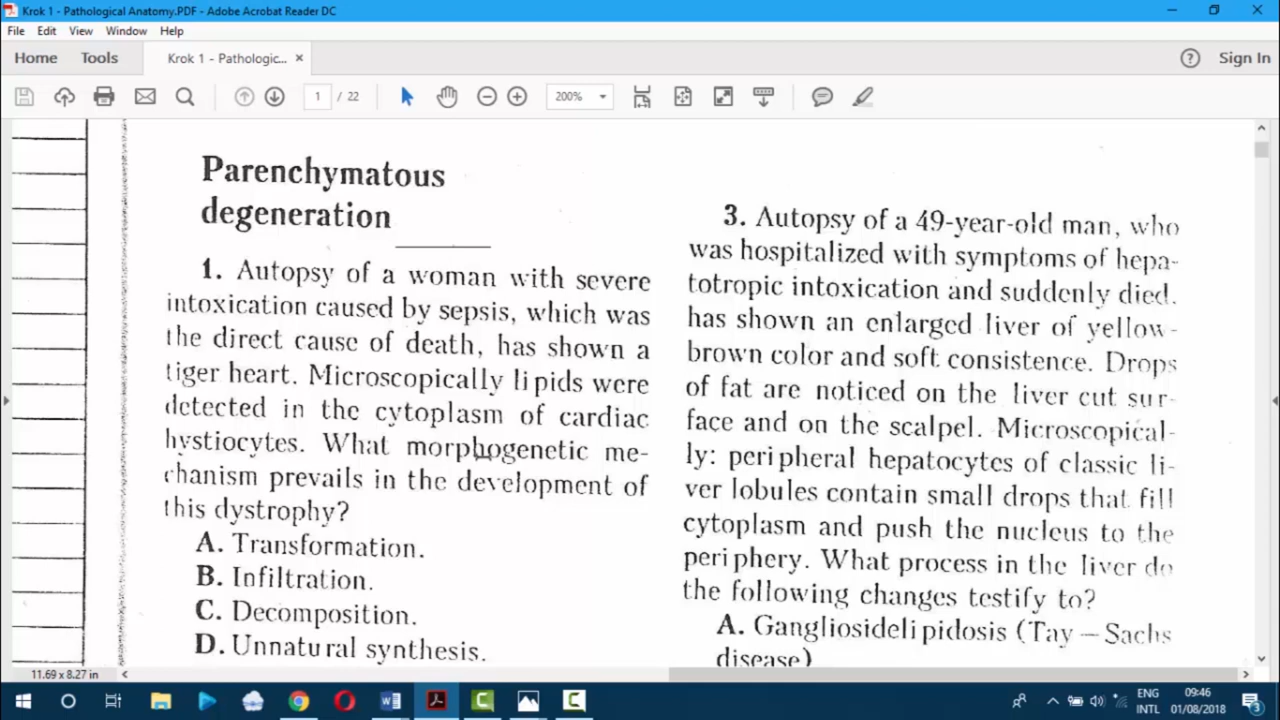 Krok 1 - Pathological Anatomy.PDF - Adobe Acrobat Reader DC
File Edit View Window Help
Home Tools Krok 1 - Pathologic... × Sign In
1 / 22 200%
Parenchymatous
degeneration
1. Autopsy of a woman with severe
intoxication caused by sepsis, which was
the direct cause of death, has shown a
tiger heart. Microscopically lipids were
detected in the cytoplasm of cardiac
hystiocytes. What morphogenetic me-
chanism prevails in the development of
this dystrophy?
A. Transformation.
B. Infiltration.
C. Decomposition.
D. Unnatural synthesis.
3. Autopsy of a 49-year-old man, who
was hospitalized with symptoms of hepa-
totropic intoxication and suddenly died,
has shown an enlarged liver of yellow-
brown color and soft consistence. Drops
of fat are noticed on the liver cut sur-
face and on the scalpel. Microscopical-
ly: peripheral hepatocytes of classic li-
ver lobules contain small drops that fill
cytoplasm and push the nucleus to the
periphery. What process in the liver do
the following changes testify to?
A. Gangliosidelipidosis (Tay – Sachs
disease)
11.69 x 8.27 in
ENG 09:46
INTL 01/08/2018 3